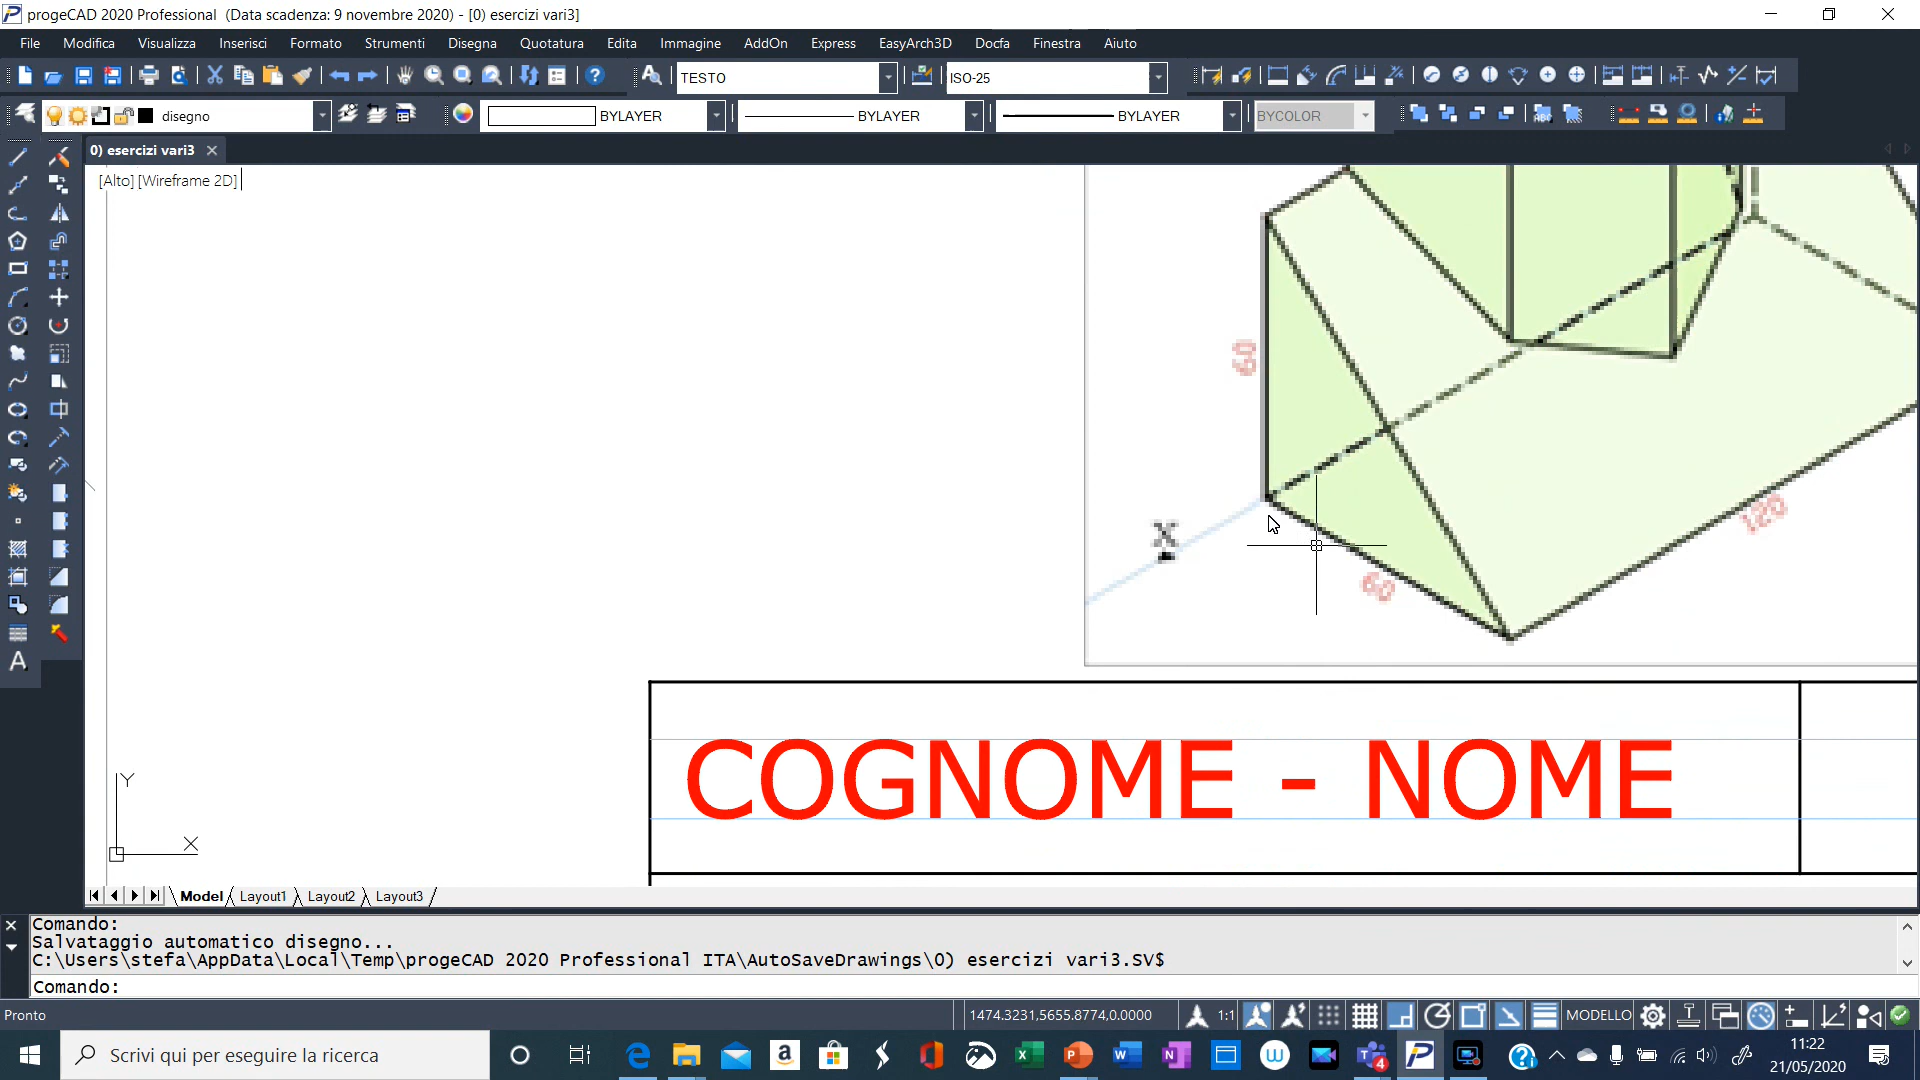 progeCAD 2020 Professional (Data scadenza: 9 novembre 2020) - [0) esercizi vari3]
File Modifica Visualizza Inserisci Formato Strumenti Disegna Quotatura Edita Immagine AddOn Express EasyArch3D Docfa Finestra Aiuto
TESTO ISO-25
disegno BYLAYER BYLAYER BYLAYER BYCOLOR
0) esercizi vari3
[Alto] [Wireframe 2D]
60
X
120
60
COGNOME - NOME
Y
X
Model Layout1 Layout2 Layout3
Comando:
Salvataggio automatico disegno...
C:\Users\stefa\AppData\Local\Temp\progeCAD 2020 Professional ITA\AutoSaveDrawings\0) esercizi vari3.SV$
Comando:
Pronto 1474.3231,5655.8774,0.0000 1:1 MODELLO
Scrivi qui per eseguire la ricerca
4
11:22
21/05/2020